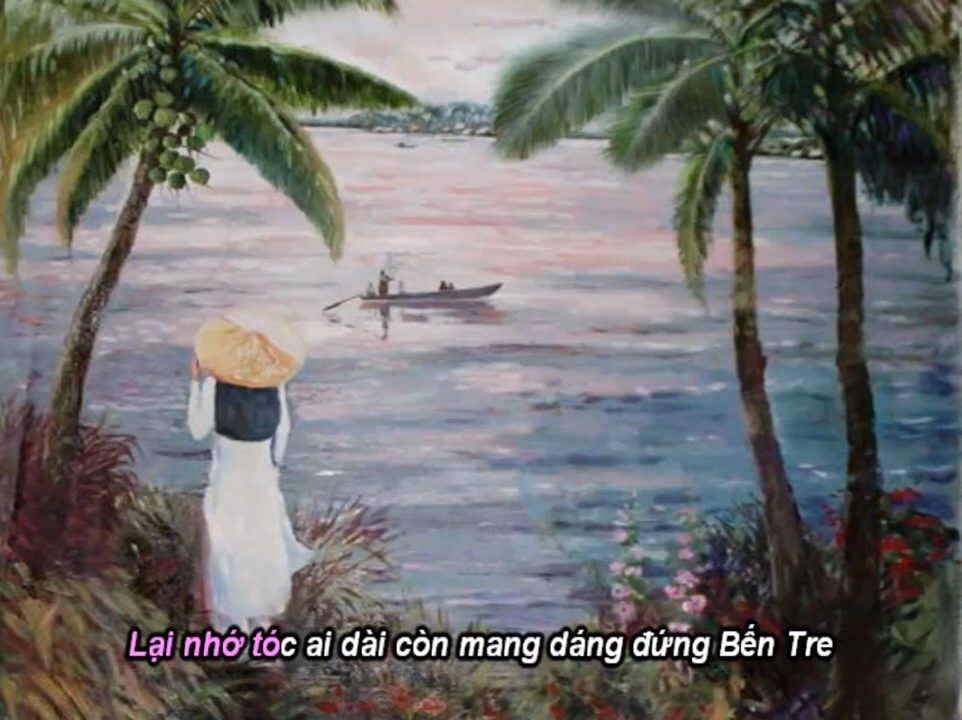 Lại nhớ tóc ai dài còn mang dáng đứng Bến Tre